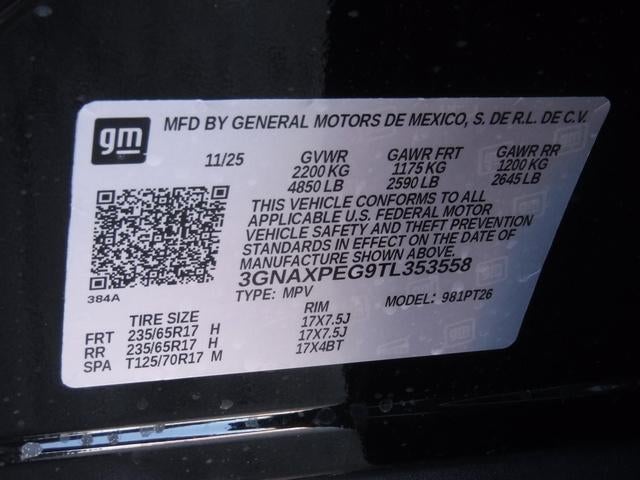 gm
MFD BY GENERAL MOTORS DE MEXICO, S. DE R.L. DE C.V.
11/25 GVWR GAWR FRT GAWR RR
2200 KG 1175 KG 1200 KG
4850 LB 2590 LB 2645 LB
THIS VEHICLE CONFORMS TO ALL
APPLICABLE U.S. FEDERAL MOTOR
VEHICLE SAFETY AND THEFT PREVENTION
STANDARDS IN EFFECT ON THE DATE OF
MANUFACTURE SHOWN ABOVE.
3GNAXPEG9TL353558
384A
TYPE: MPV MODEL: 981PT26
TIRE SIZE RIM
FRT 235/65R17 H 17X7.5J
RR 235/65R17 H 17X7.5J
SPA T125/70R17 M 17X4BT